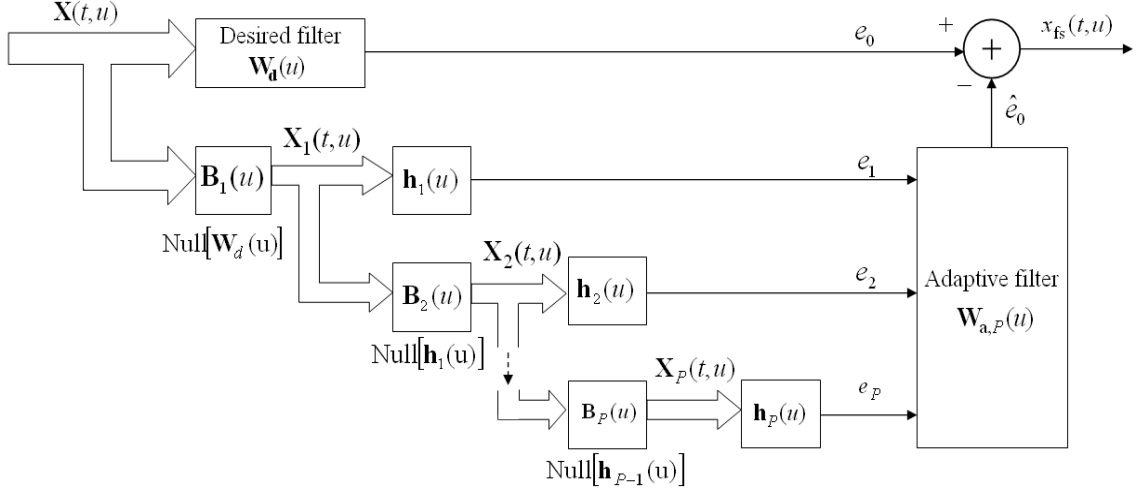 X(t,u)
Desired filter
W_d(u)
e_0
+
+
x_fs(t,u)
−
ê_0
X_1(t,u)
B_1(u)
h_1(u)
e_1
Null[W_d(u)]
X_2(t,u)
B_2(u)
h_2(u)
e_2
Adaptive filter
W_a,P(u)
Null[h_1(u)]
X_P(t,u)
B_P(u)
h_P(u)
e_P
Null[h_P−1(u)]